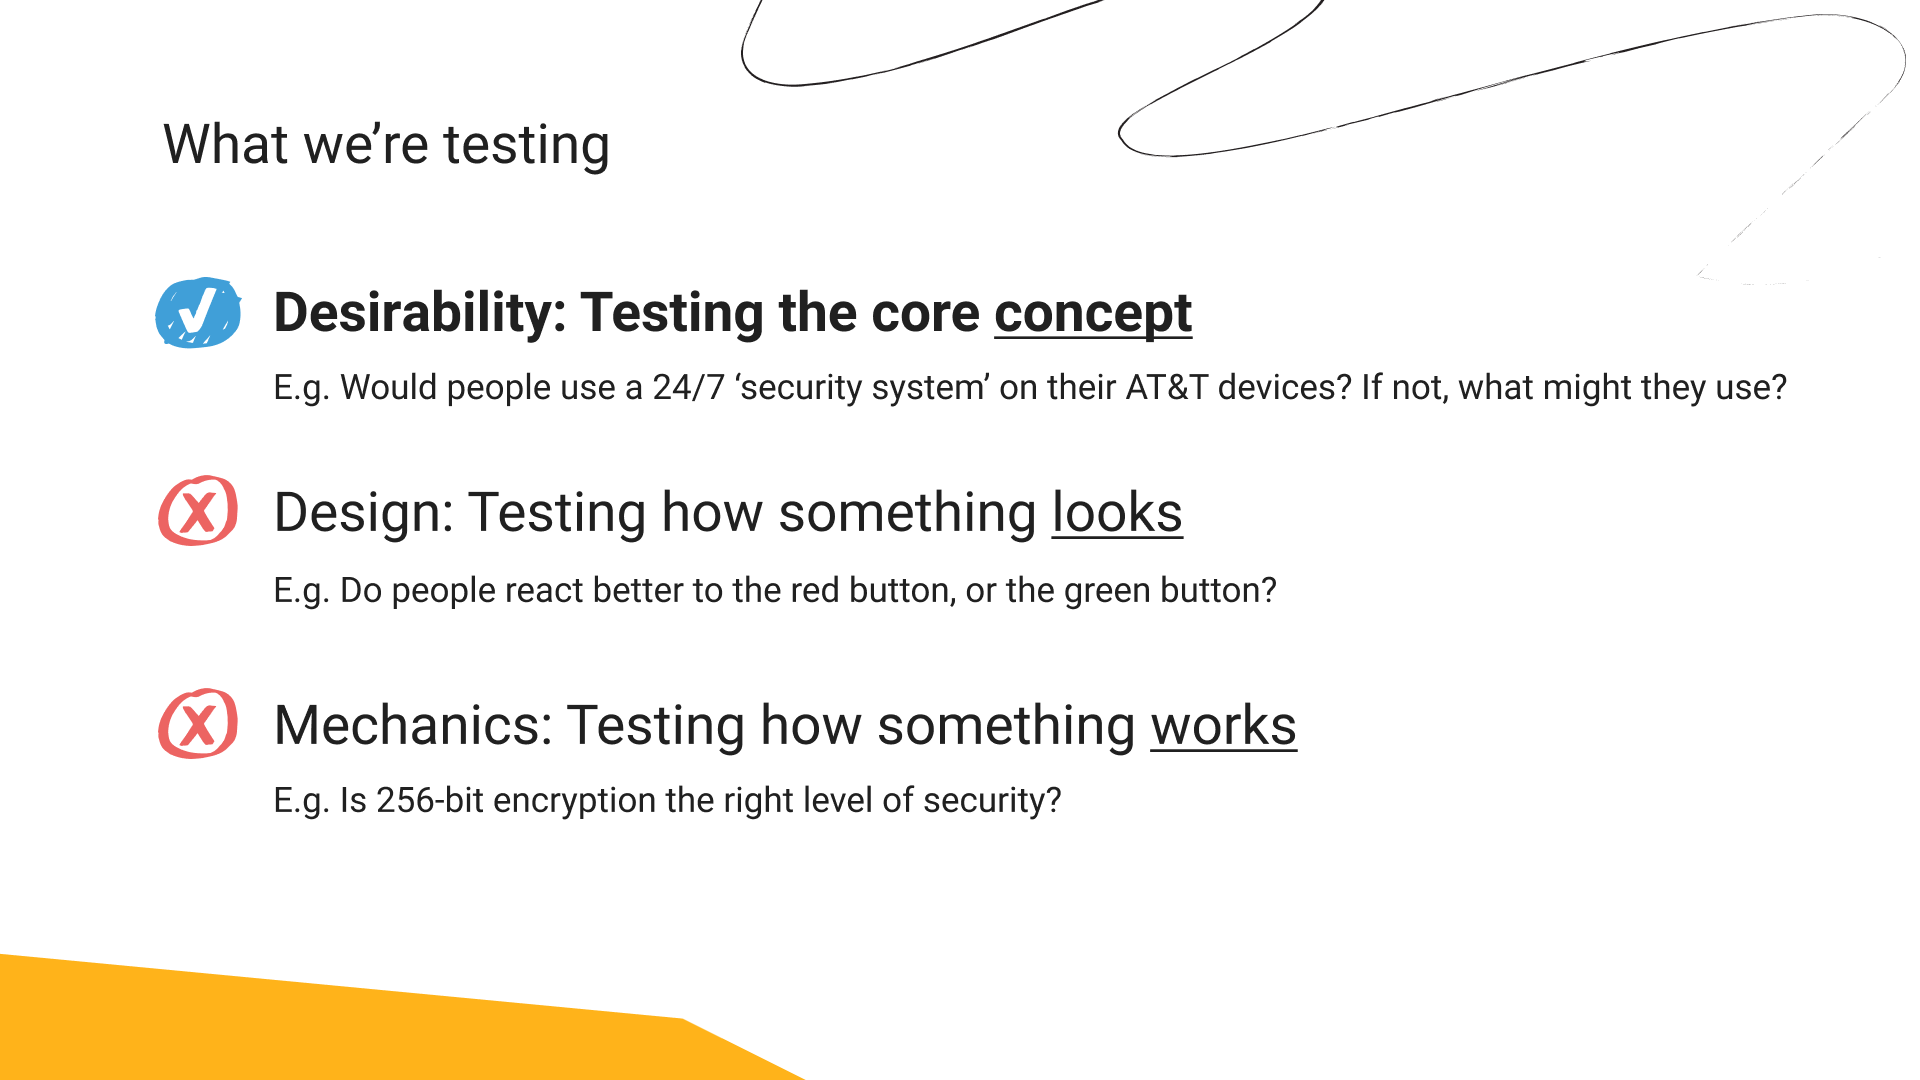 What we’re testing
Desirability: Testing the core concept
E.g. Would people use a 24/7 ‘security system’ on their AT&T devices? If not, what might they use?
Design: Testing how something looks
E.g. Do people react better to the red button, or the green button?
Mechanics: Testing how something works
E.g. Is 256-bit encryption the right level of security?